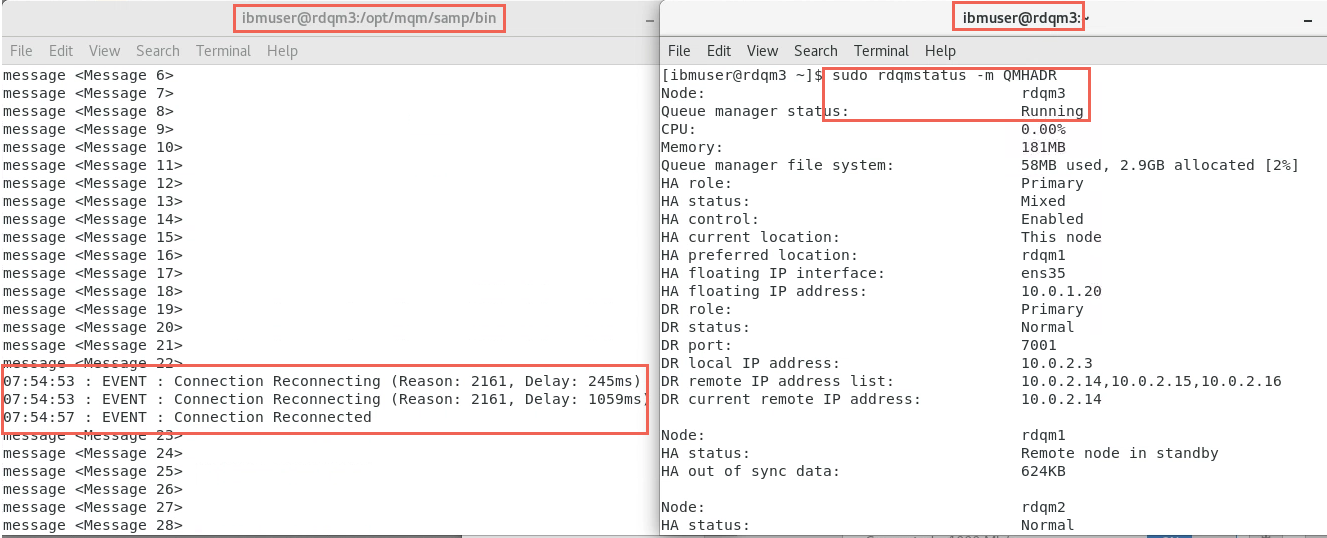 ibmuser@rdqm3:/opt/mqm/samp/bin
File Edit View Search Terminal Help
message <Message 6>
message <Message 7>
message <Message 8>
message <Message 9>
message <Message 10>
message <Message 11>
message <Message 12>
message <Message 13>
message <Message 14>
message <Message 15>
message <Message 16>
message <Message 17>
message <Message 18>
message <Message 19>
message <Message 20>
message <Message 21>
message <Message 22>
07:54:53 : EVENT : Connection Reconnecting (Reason: 2161, Delay: 245ms)
07:54:53 : EVENT : Connection Reconnecting (Reason: 2161, Delay: 1059ms)
07:54:57 : EVENT : Connection Reconnected
message <Message 23>
message <Message 24>
message <Message 25>
message <Message 26>
message <Message 27>
message <Message 28>
ibmuser@rdqm3:~
File Edit View Search Terminal Help
[ibmuser@rdqm3 ~]$ sudo rdqmstatus -m QMHADR
Node: rdqm3
Queue manager status: Running
CPU: 0.00%
Memory: 181MB
Queue manager file system: 58MB used, 2.9GB allocated [2%]
HA role: Primary
HA status: Mixed
HA control: Enabled
HA current location: This node
HA preferred location: rdqm1
HA floating IP interface: ens35
HA floating IP address: 10.0.1.20
DR role: Primary
DR status: Normal
DR port: 7001
DR local IP address: 10.0.2.3
DR remote IP address list: 10.0.2.14,10.0.2.15,10.0.2.16
DR current remote IP address: 10.0.2.14
Node: rdqm1
HA status: Remote node in standby
HA out of sync data: 624KB
Node: rdqm2
HA status: Normal